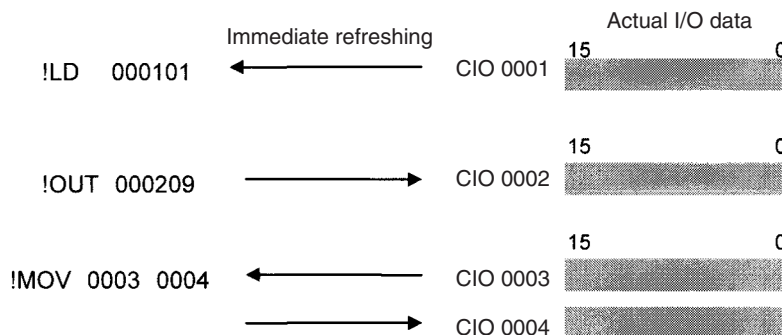 Actual I/O data
Immediate refreshing
15 0
!LD 000101 CIO 0001
15 0
!OUT 000209 CIO 0002
15 0
!MOV 0003 0004 CIO 0003
CIO 0004